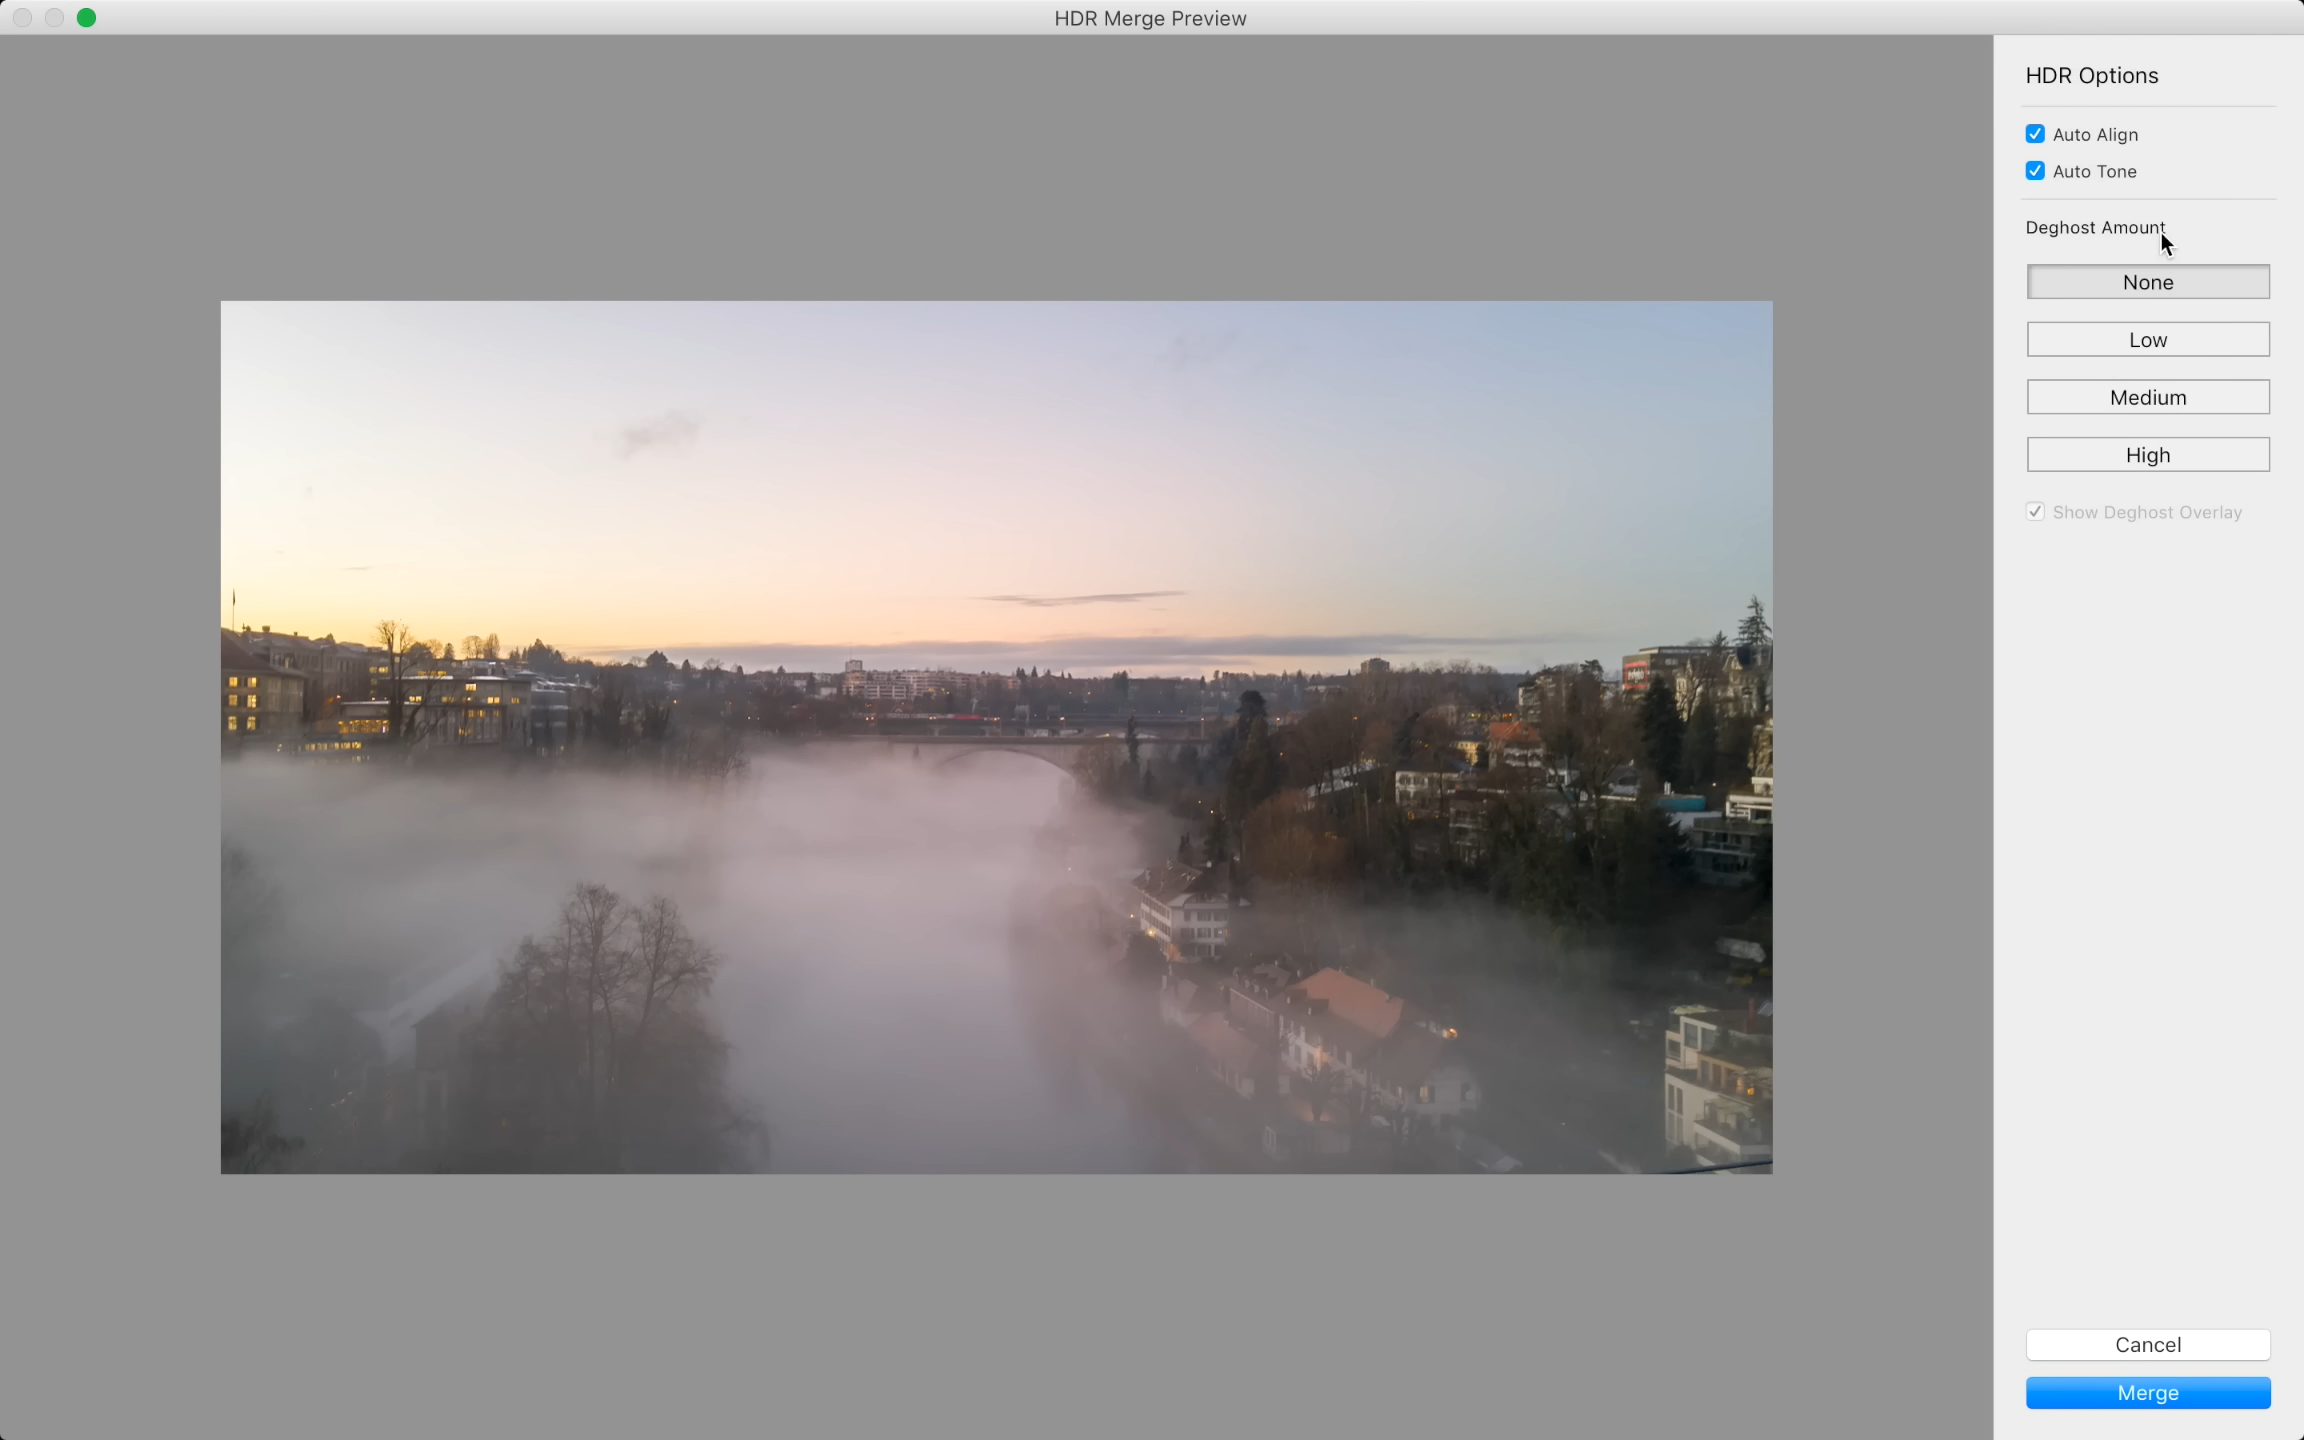 HDR Merge Preview
HDR Options
Auto Align
Auto Tone
Deghost Amount
None
Low
Medium
High
Show Deghost Overlay
Cancel
Merge